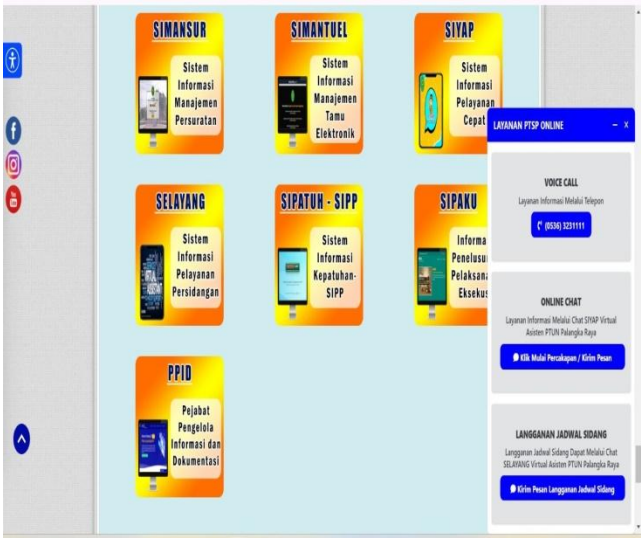 SIMANSUR
Sistem
Informasi
Manajemen
Persuratan
SIMANTUEL
Sistem
Informasi
Manajemen
Tamu
Elektronik
SIYAP
Sistem
Informasi
Pelayanan
Cepat
SELAYANG
Sistem
Informasi
Pelayanan
Persidangan
VIRTUAL
ASSISTANT
SIPATUH - SIPP
Sistem
Informasi
Kepatuhan-
SIPP
SIPAKU
Informa
Penelusu
Pelaksana
Eksekus
PPID
Pejabat
Pengelola
Informasi dan
Dokumentasi
LAYANAN PTSP ONLINE
– x
VOICE CALL
Layanan Informasi Melalui Telepon
(0536) 3231111
ONLINE CHAT
Layanan Informasi Melalui Chat SIYAP Virtual
Asisten PTUN Palangka Raya
Klik Mulai Percakapan / Kirim Pesan
LANGGANAN JADWAL SIDANG
Langganan Jadwal Sidang Dapat Melalui Chat
SELAYANG Virtual Asisten PTUN Palangka Raya
Kirim Pesan Langganan Jadwal Sidang